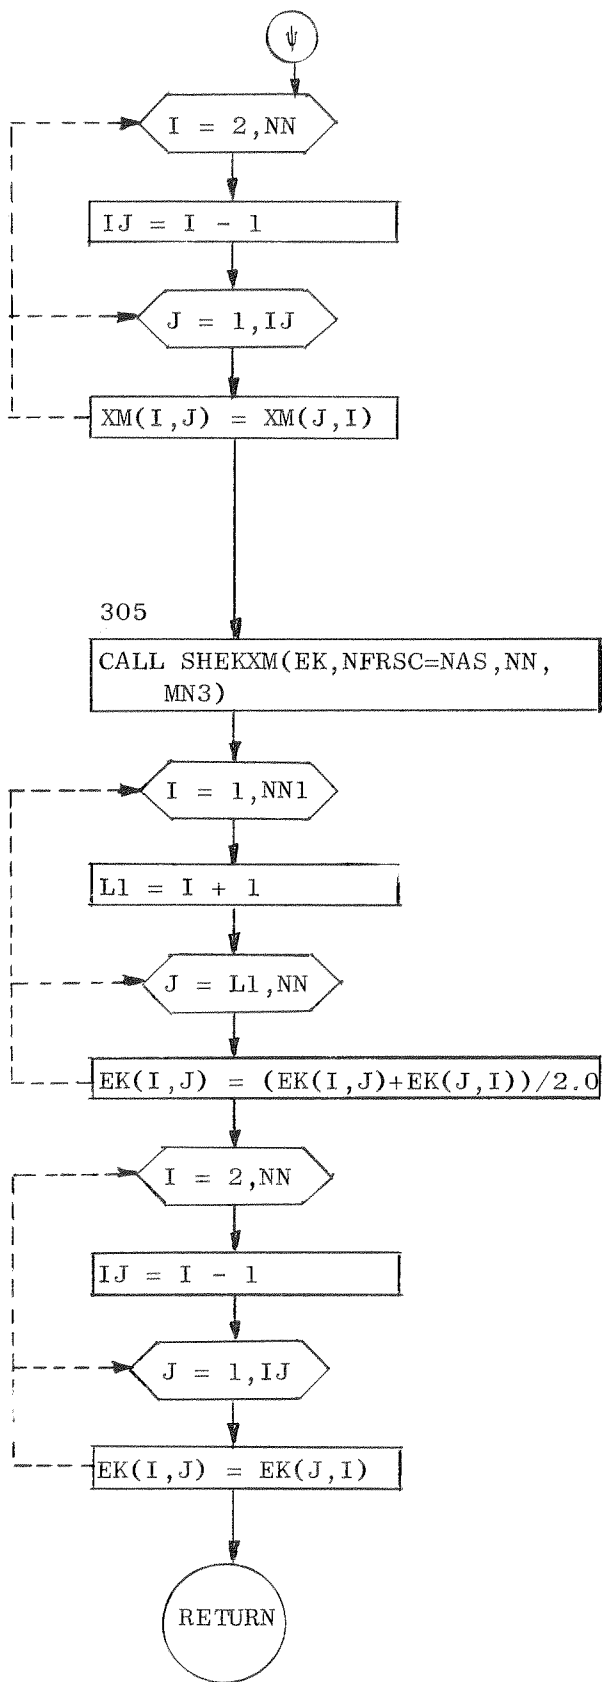 ψ
I = 2,NN
IJ = I - 1
J = 1,IJ
XM(I,J) = XM(J,I)
305
CALL SHEKXM(EK,NFRSC=NAS,NN,
MN3)
I = 1,NN1
L1 = I + 1
J = L1,NN
EK(I,J) = (EK(I,J)+EK(J,I))/2.0
I = 2,NN
IJ = I - 1
J = 1,IJ
EK(I,J) = EK(J,I)
RETURN